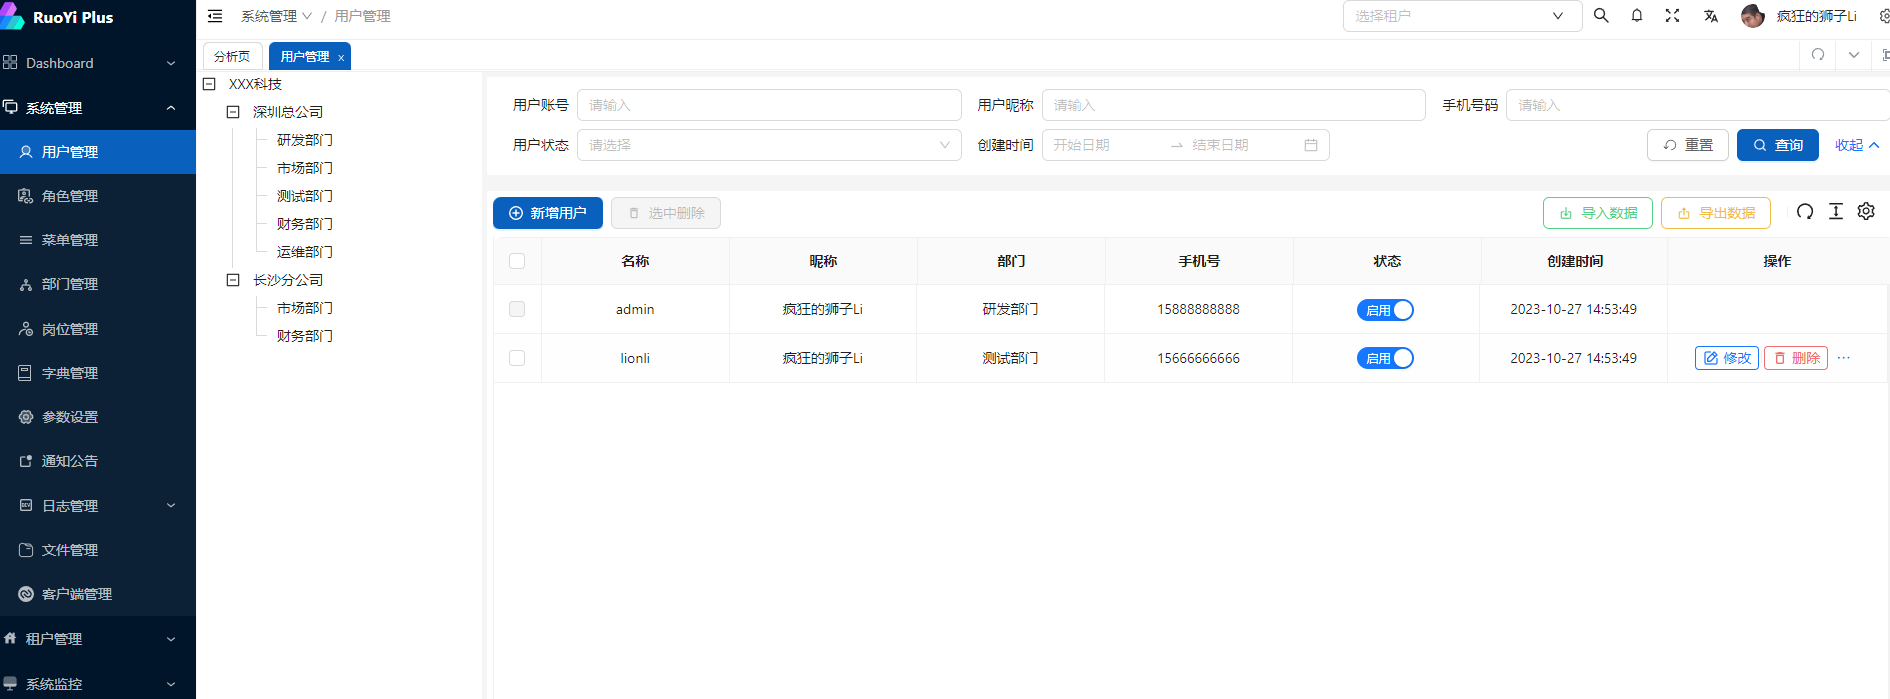 RuoYi Plus
Dashboard
系统管理
用户管理
角色管理
菜单管理
部门管理
岗位管理
字典管理
参数设置
通知公告
日志管理
文件管理
客户端管理
租户管理
系统监控
系统管理 / 用户管理
选择租户
疯狂的狮子Li
分析页 用户管理 x
XXX科技
深圳总公司
研发部门
市场部门
测试部门
财务部门
运维部门
长沙分公司
市场部门
财务部门
用户账号 请输入 用户昵称 请输入 手机号码 请输入
用户状态 请选择 创建时间 开始日期 → 结束日期 重置 查询 收起
新增用户 选中删除 导入数据 导出数据
名称 昵称 部门 手机号 状态 创建时间 操作
admin 疯狂的狮子Li 研发部门 15888888888 启用 2023-10-27 14:53:49
lionli 疯狂的狮子Li 测试部门 15666666666 启用 2023-10-27 14:53:49 修改 删除 ···